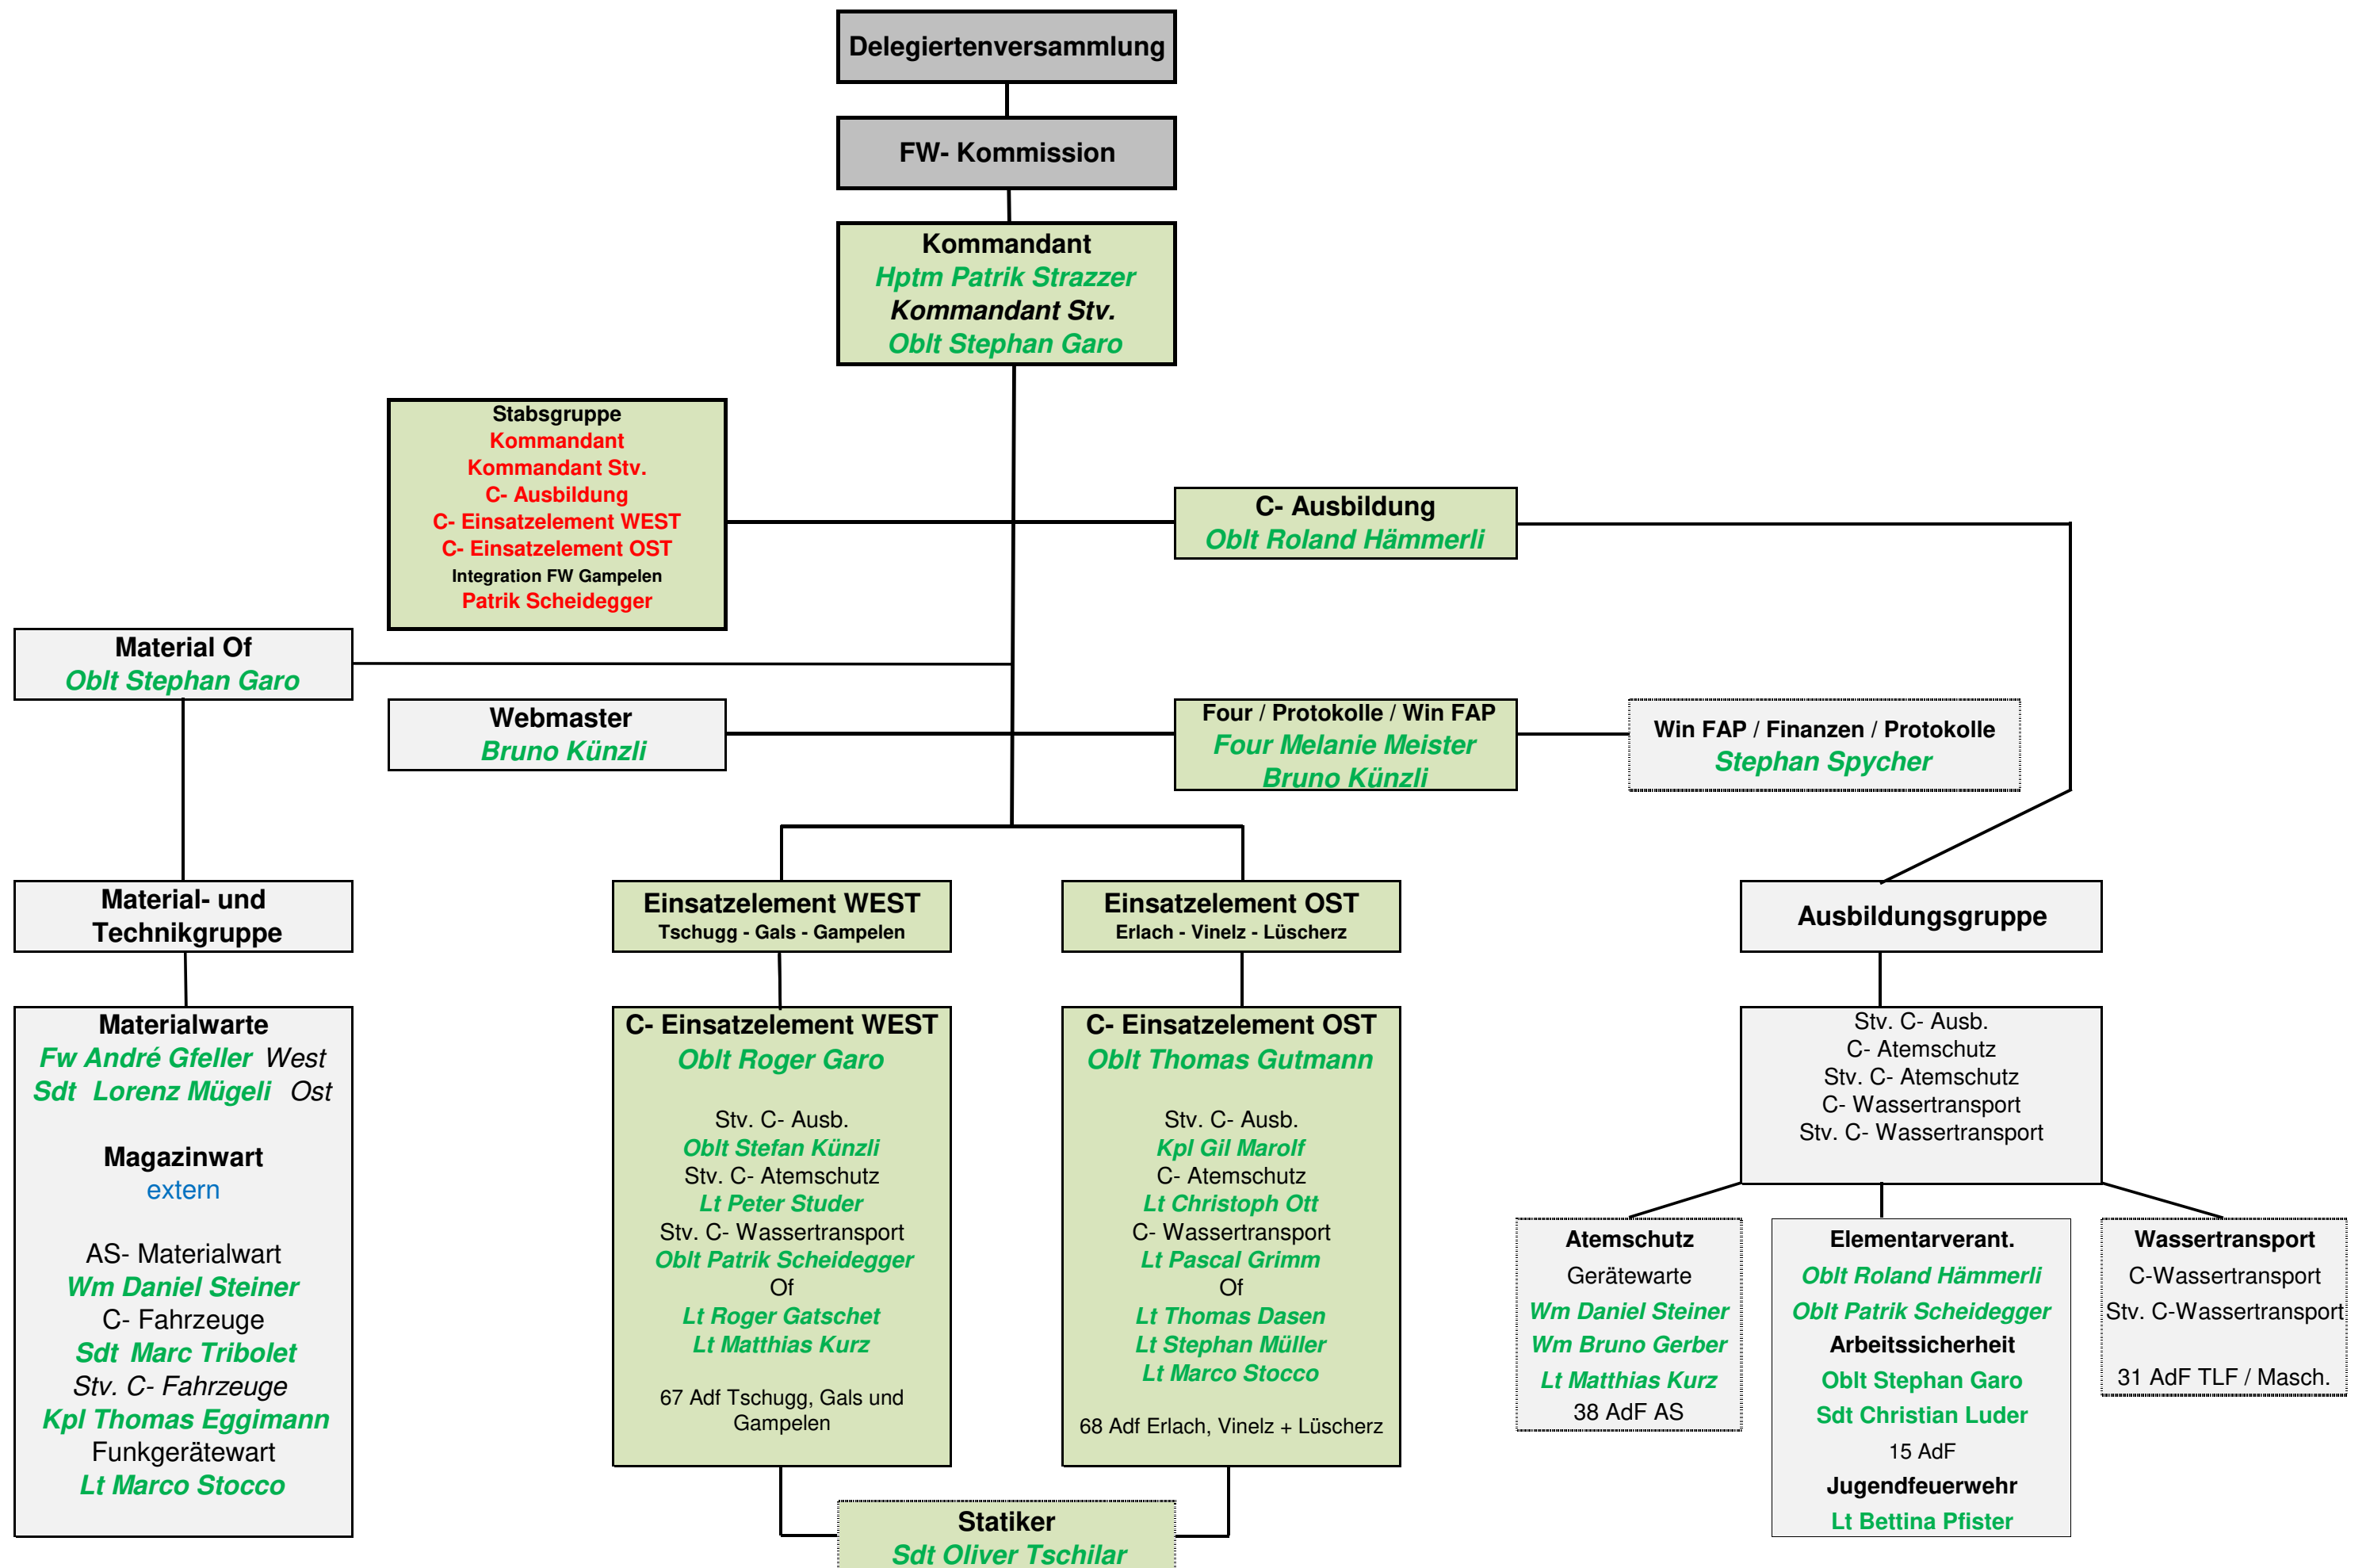 Delegiertenversammlung
FW- Kommission
Kommandant
Hptm Patrik Strazzer
Kommandant Stv.
Oblt Stephan Garo
Stabsgruppe
Kommandant
Kommandant Stv.
C- Ausbildung
C- Einsatzelement WEST
C- Einsatzelement OST
Integration FW Gampelen
Patrik Scheidegger
C- Ausbildung
Oblt Roland Hämmerli
Material Of
Oblt Stephan Garo
Webmaster
Bruno Künzli
Four / Protokolle / Win FAP
Four Melanie Meister
Bruno Künzli
Win FAP / Finanzen / Protokolle
Stephan Spycher
Material- und
Technikgruppe
Einsatzelement WEST
Tschugg - Gals - Gampelen
Einsatzelement OST
Erlach - Vinelz - Lüscherz
Ausbildungsgruppe
Materialwarte
Fw André Gfeller West
Sdt Lorenz Mügeli Ost
Magazinwart
extern
AS- Materialwart
Wm Daniel Steiner
C- Fahrzeuge
Sdt Marc Tribolet
Stv. C- Fahrzeuge
Kpl Thomas Eggimann
Funkgerätewart
Lt Marco Stocco
C- Einsatzelement WEST
Oblt Roger Garo
Stv. C- Ausb.
Oblt Stefan Künzli
Stv. C- Atemschutz
Lt Peter Studer
Stv. C- Wassertransport
Oblt Patrik Scheidegger
Of
Lt Roger Gatschet
Lt Matthias Kurz
67 Adf Tschugg, Gals und
Gampelen
C- Einsatzelement OST
Oblt Thomas Gutmann
Stv. C- Ausb.
Kpl Gil Marolf
C- Atemschutz
Lt Christoph Ott
C- Wassertransport
Lt Pascal Grimm
Of
Lt Thomas Dasen
Lt Stephan Müller
Lt Marco Stocco
68 Adf Erlach, Vinelz + Lüscherz
Statiker
Sdt Oliver Tschilar
Stv. C- Ausb.
C- Atemschutz
Stv. C- Atemschutz
C- Wassertransport
Stv. C- Wassertransport
Atemschutz
Gerätewarte
Wm Daniel Steiner
Wm Bruno Gerber
Lt Matthias Kurz
38 AdF AS
Elementarverant.
Oblt Roland Hämmerli
Oblt Patrik Scheidegger
Arbeitssicherheit
Oblt Stephan Garo
Sdt Christian Luder
15 AdF
Jugendfeuerwehr
Lt Bettina Pfister
Wassertransport
C-Wassertransport
Stv. C-Wassertransport
31 AdF TLF / Masch.